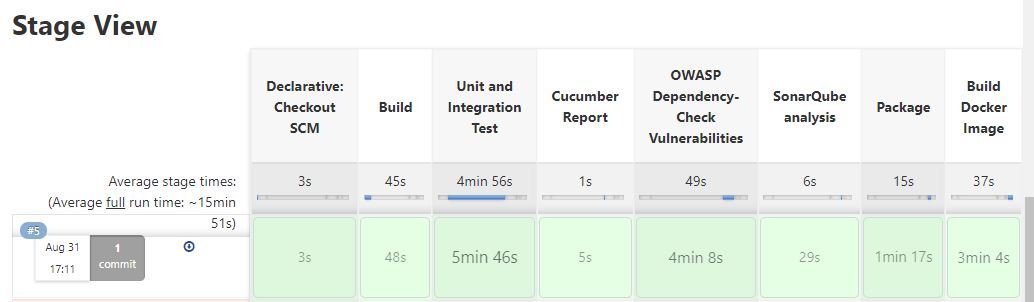 Stage View
Declarative:
Checkout
SCM
Build
Unit and
Integration
Test
Cucumber
Report
OWASP
Dependency-
Check
Vulnerabilities
SonarQube
analysis
Package
Build
Docker
Image
Average stage times:
(Average full run time: ~15min
51s)
3s
45s
4min 56s
1s
49s
6s
15s
37s
#5
Aug 31
17:11
1
commit
3s
48s
5min 46s
5s
4min 8s
29s
1min 17s
3min 4s